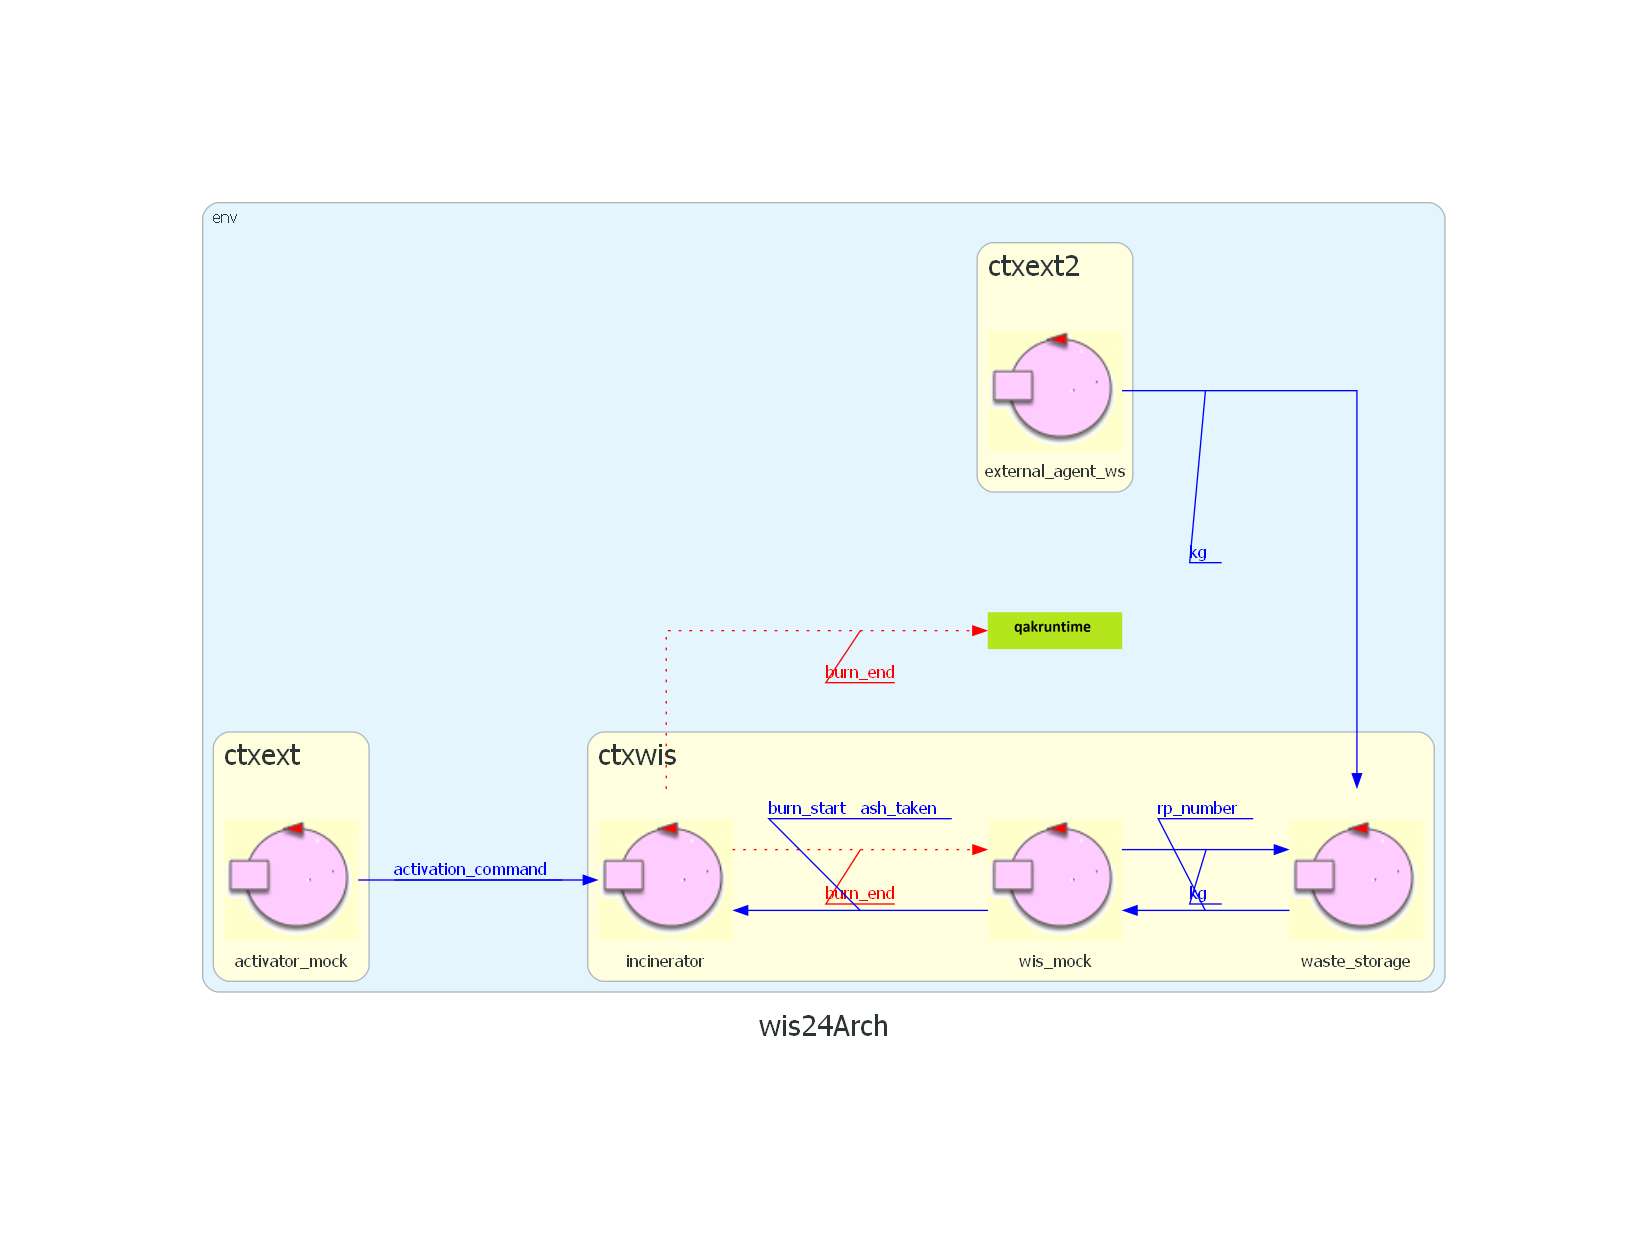 env
ctxext2
external_agent_ws
kg
qakruntime
burn_end
ctxext
ctxwis
burn_start ash_taken
rp_number
activation_command
burn_end
kg
activator_mock
incinerator
wis_mock
waste_storage
wis24Arch